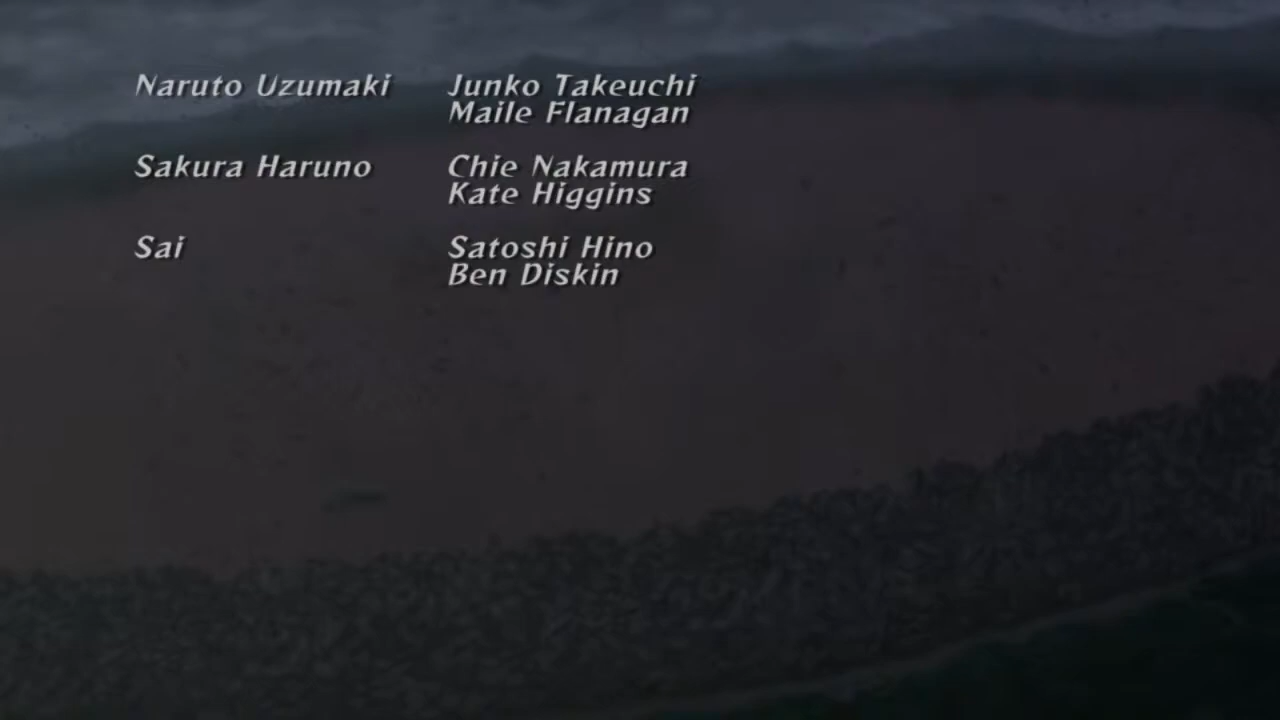 Naruto Uzumaki Junko Takeuchi
Maile Flanagan
Sakura Haruno Chie Nakamura
Kate Higgins
Sai Satoshi Hino
Ben Diskin